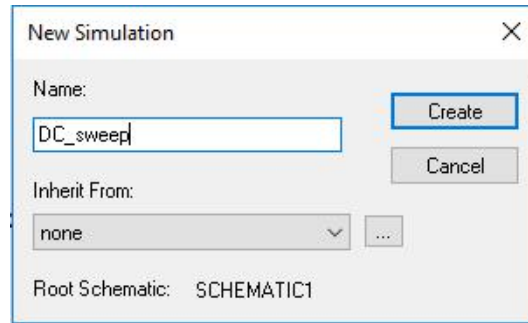 New Simulation
Name:
Create
DC_sweep
Cancel
Inherit From:
none
...
Root Schematic: SCHEMATIC1